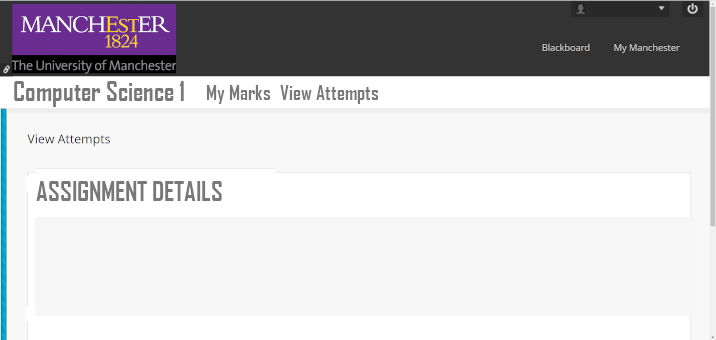 MANCHESTER
1824
The University of Manchester
Blackboard My Manchester
Computer Science 1 My Marks View Attempts
View Attempts
ASSIGNMENT DETAILS